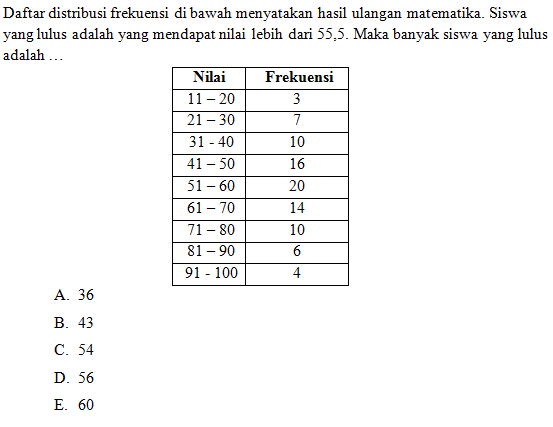 Daftar distribusi frekuensi di bawah menyatakan hasil ulangan matematika. Siswa
yang lulus adalah yang mendapat nilai lebih dari 55,5. Maka banyak siswa yang lulus
adalah …
Nilai Frekuensi
11 – 20 3
21 – 30 7
31 - 40 10
41 – 50 16
51 – 60 20
61 – 70 14
71 – 80 10
81 – 90 6
91 - 100 4
A. 36
B. 43
C. 54
D. 56
E. 60